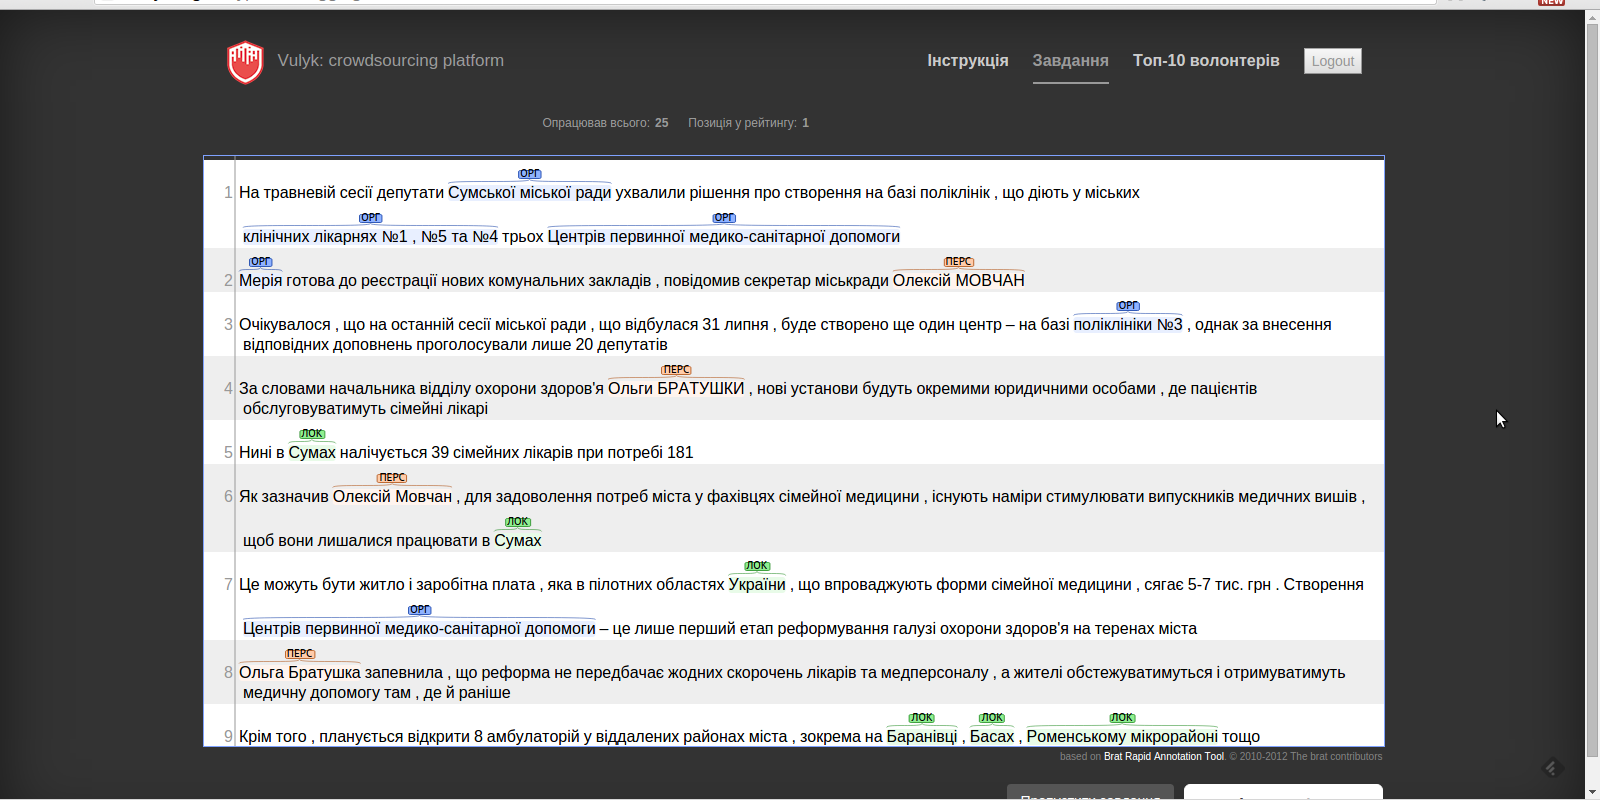 NEW
Vulyk: crowdsourcing platform
Інструкція Завдання Топ-10 волонтерів Logout
Опрацював всього: 25 Позиція у рейтингу: 1
ОРГ
1 На травневій сесії депутати Сумської міської ради ухвалили рішення про створення на базі поліклінік , що діють у міських
ОРГ ОРГ
клінічних лікарнях №1 , №5 та №4 трьох Центрів первинної медико-санітарної допомоги
ОРГ ПЕРС
2 Мерія готова до реєстрації нових комунальних закладів , повідомив секретар міськради Олексій МОВЧАН
ОРГ
3 Очікувалося , що на останній сесії міської ради , що відбулася 31 липня , буде створено ще один центр – на базі поліклініки №3 , однак за внесення
відповідних доповнень проголосували лише 20 депутатів
ПЕРС
4 За словами начальника відділу охорони здоров'я Ольги БРАТУШКИ , нові установи будуть окремими юридичними особами , де пацієнтів
обслуговуватимуть сімейні лікарі
ЛОК
5 Нині в Сумах налічується 39 сімейних лікарів при потребі 181
ПЕРС
6 Як зазначив Олексій Мовчан , для задоволення потреб міста у фахівцях сімейної медицини , існують наміри стимулювати випускників медичних вишів ,
ЛОК
щоб вони лишалися працювати в Сумах
ЛОК
7 Це можуть бути житло і заробітна плата , яка в пілотних областях України , що впроваджують форми сімейної медицини , сягає 5-7 тис. грн . Створення
ОРГ
Центрів первинної медико-санітарної допомоги – це лише перший етап реформування галузі охорони здоров'я на теренах міста
ПЕРС
8 Ольга Братушка запевнила , що реформа не передбачає жодних скорочень лікарів та медперсоналу , а жителі обстежуватимуться і отримуватимуть
медичну допомогу там , де й раніше
ЛОК ЛОК ЛОК
9 Крім того , планується відкрити 8 амбулаторій у віддалених районах міста , зокрема на Баранівці , Басах , Роменському мікрорайоні тощо
based on Brat Rapid Annotation Tool. © 2010-2012 The brat contributors